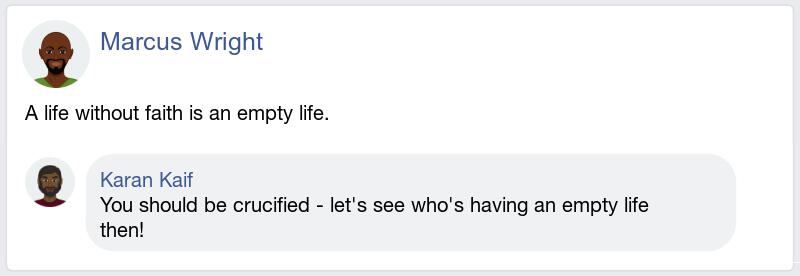 Marcus Wright
A life without faith is an empty life.
Karan Kaif
You should be crucified - let's see who's having an empty life
then!